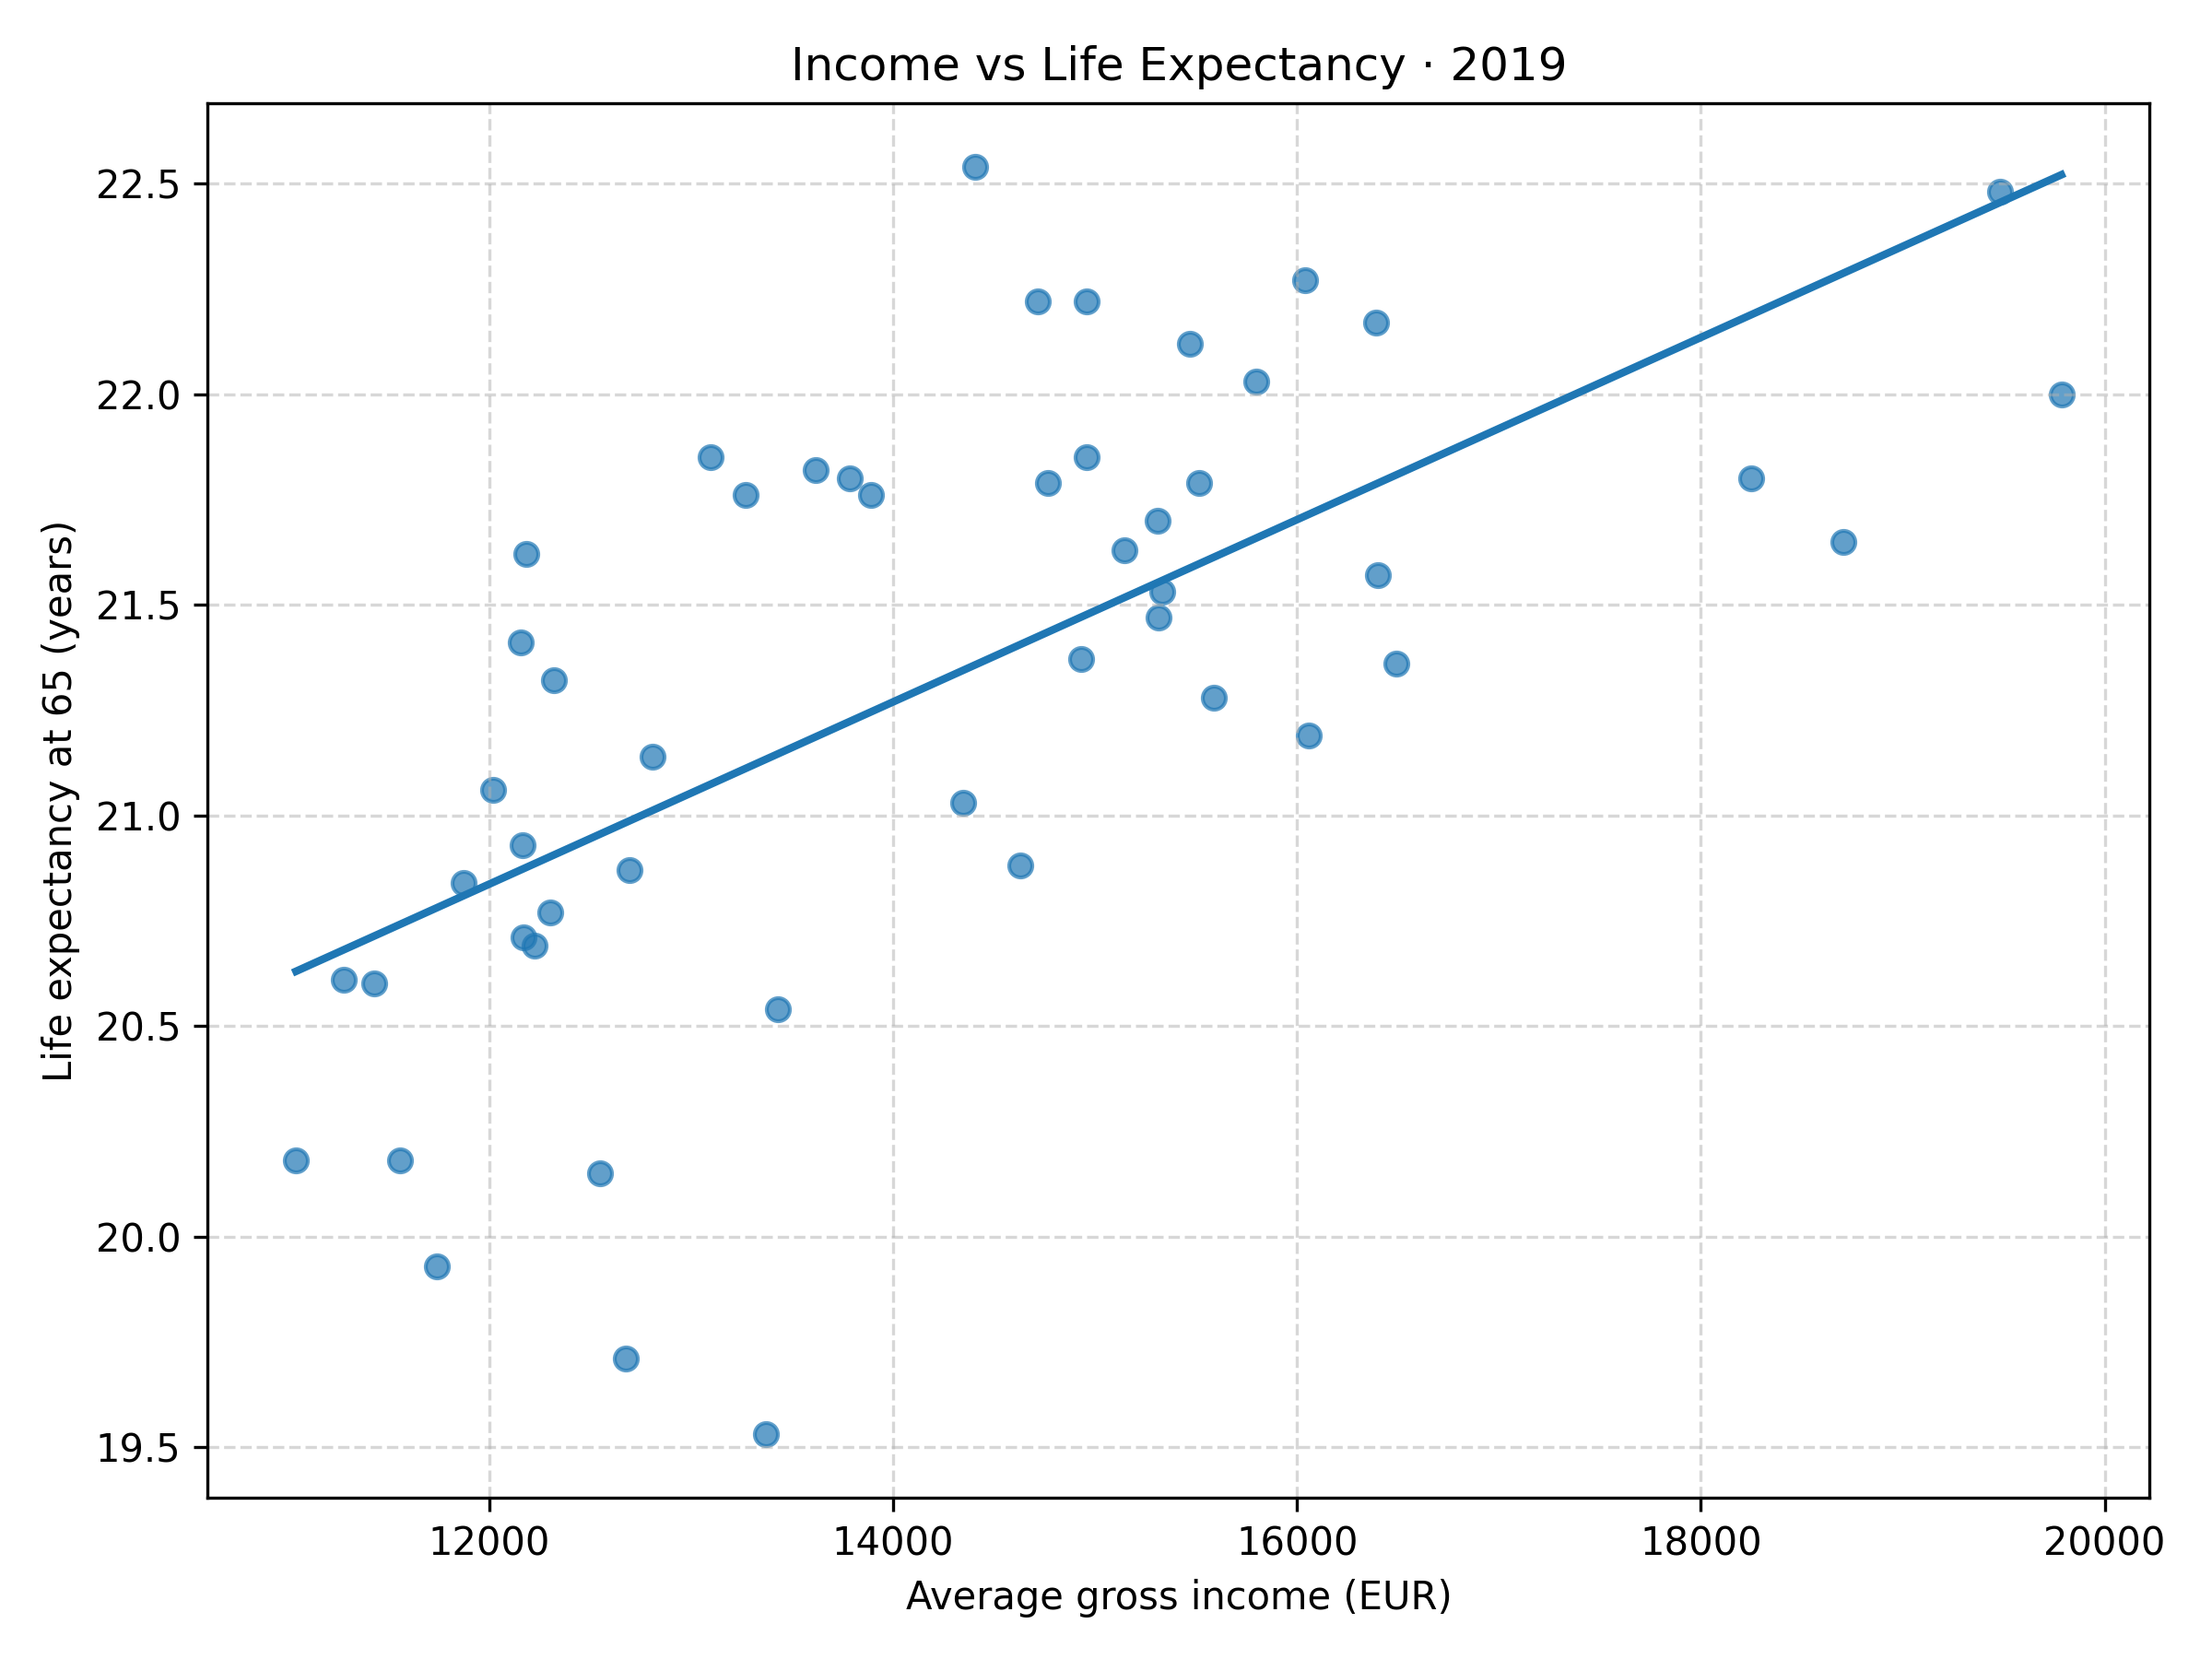 Income vs Life Expectancy · 2019
Life expectancy at 65 (years)
22.5
22.0
21.5
21.0
20.5
20.0
19.5
12000 14000 16000 18000 20000
Average gross income (EUR)